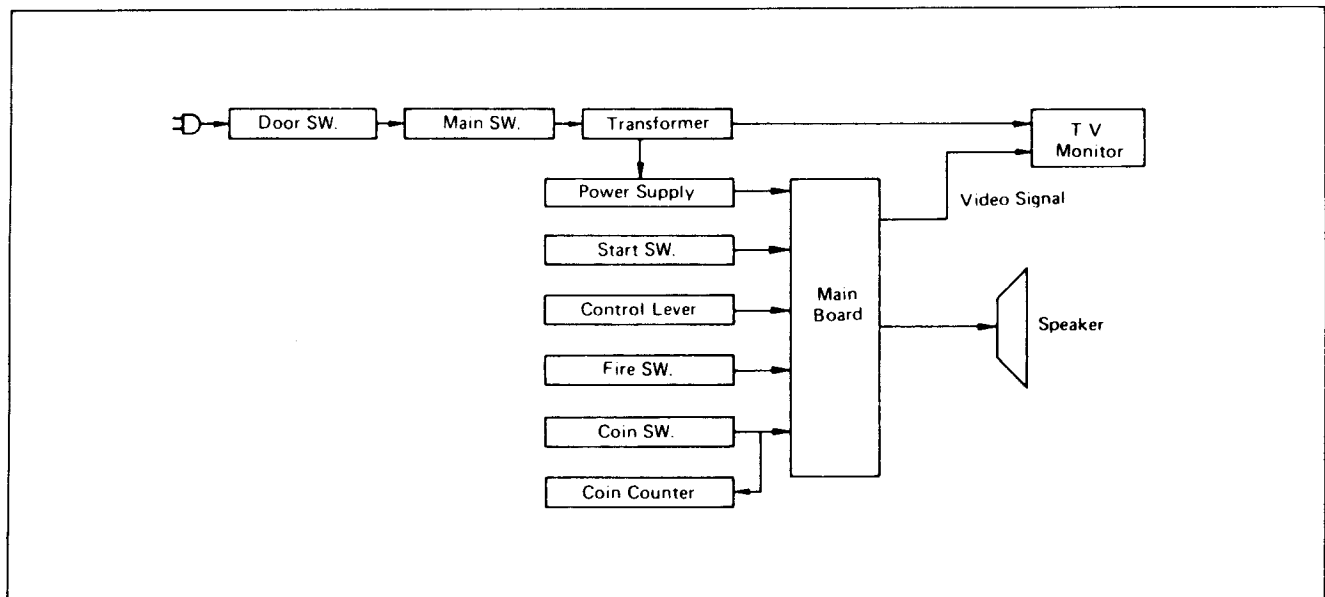 Door SW.
Main SW.
Transformer
T V
Monitor
Power Supply
Video Signal
Start SW.
Main
Board
Control Lever
Speaker
Fire SW.
Coin SW.
Coin Counter